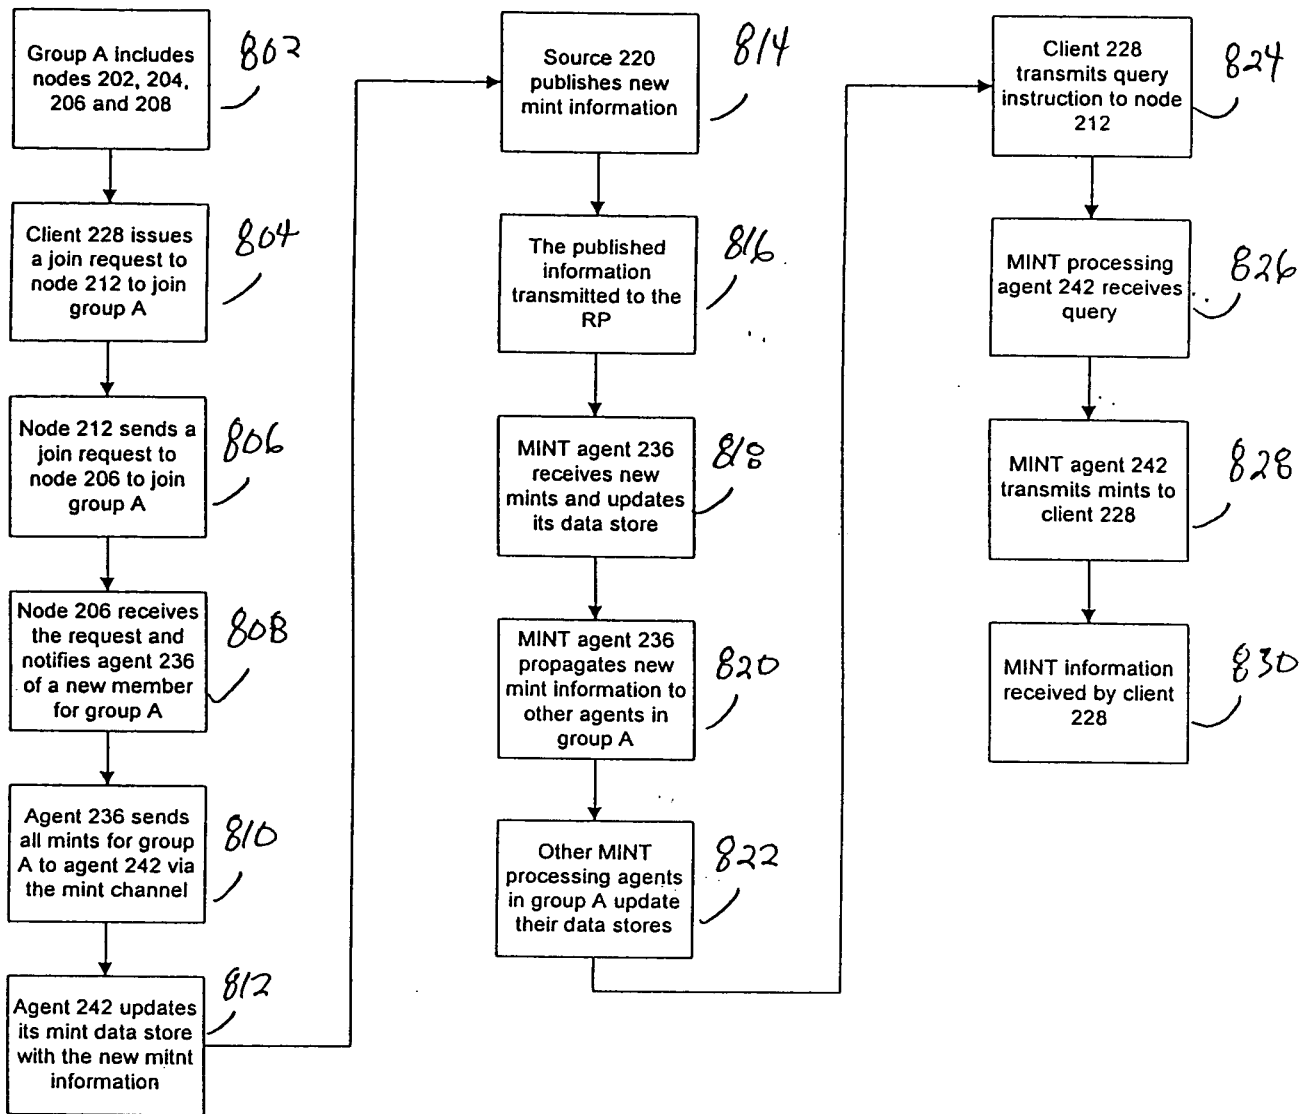 Group A includes
nodes 202, 204,
206 and 208
802
Client 228 issues
a join request to
node 212 to join
group A
804
Node 212 sends a
join request to
node 206 to join
group A
806
Node 206 receives
the request and
notifies agent 236
of a new member
for group A
808
Agent 236 sends
all mints for group
A to agent 242 via
the mint channel
810
Agent 242 updates
its mint data store
with the new mitnt
information
812
Source 220
publishes new
mint information
814
The published
information
transmitted to the
RP
816
MINT agent 236
receives new
mints and updates
its data store
818
MINT agent 236
propagates new
mint information to
other agents in
group A
820
Other MINT
processing agents
in group A update
their data stores
822
Client 228
transmits query
instruction to node
212
824
MINT processing
agent 242 receives
query
826
MINT agent 242
transmits mints to
client 228
828
MINT information
received by client
228
830